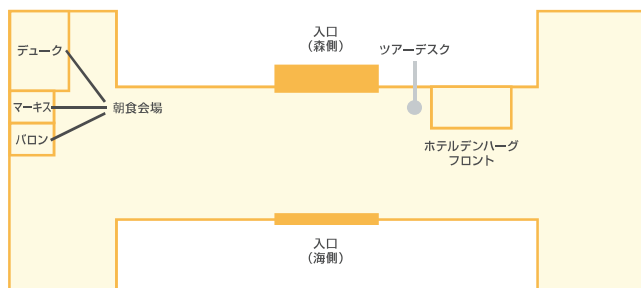 入口
（森側）
ツアーデスク
デューク
マーキス
朝食会場
バロン
ホテルデンハーグ
フロント
入口
（海側）